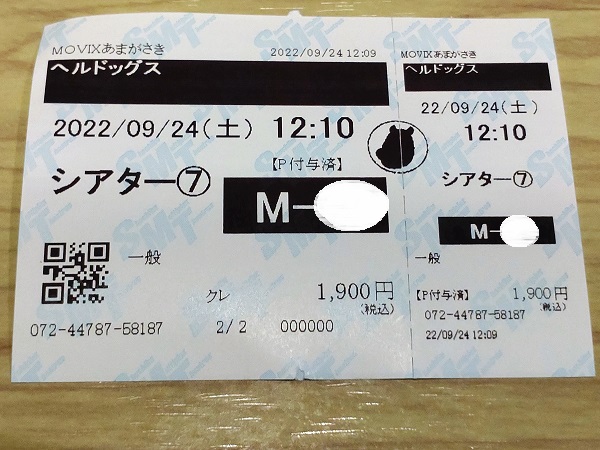 MOVIXあまがさき 2022/09/24 12:09
ヘルドッグス
2022/09/24(土) 12:10
【P付与済】
シアター⑦
M-
一般
クレ 1,900円
(税込)
072-44787-58187 2/2 000000
MOVIXあまがさき
ヘルドッグス
22/09/24(土)
12:10
シアター⑦
M-
一般
【P付与済】 1,900円
(税込)
072-44787-58187
22/09/24 12:09